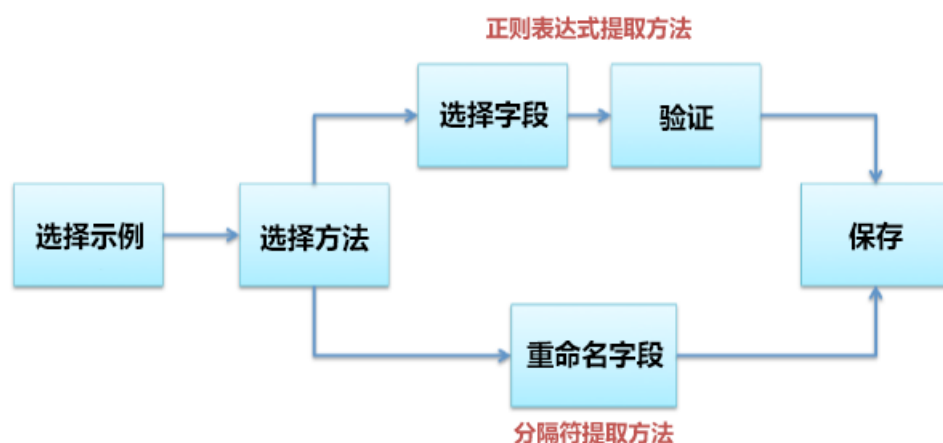 正则表达式提取方法
选择字段
验证
选择示例
选择方法
保存
重命名字段
分隔符提取方法